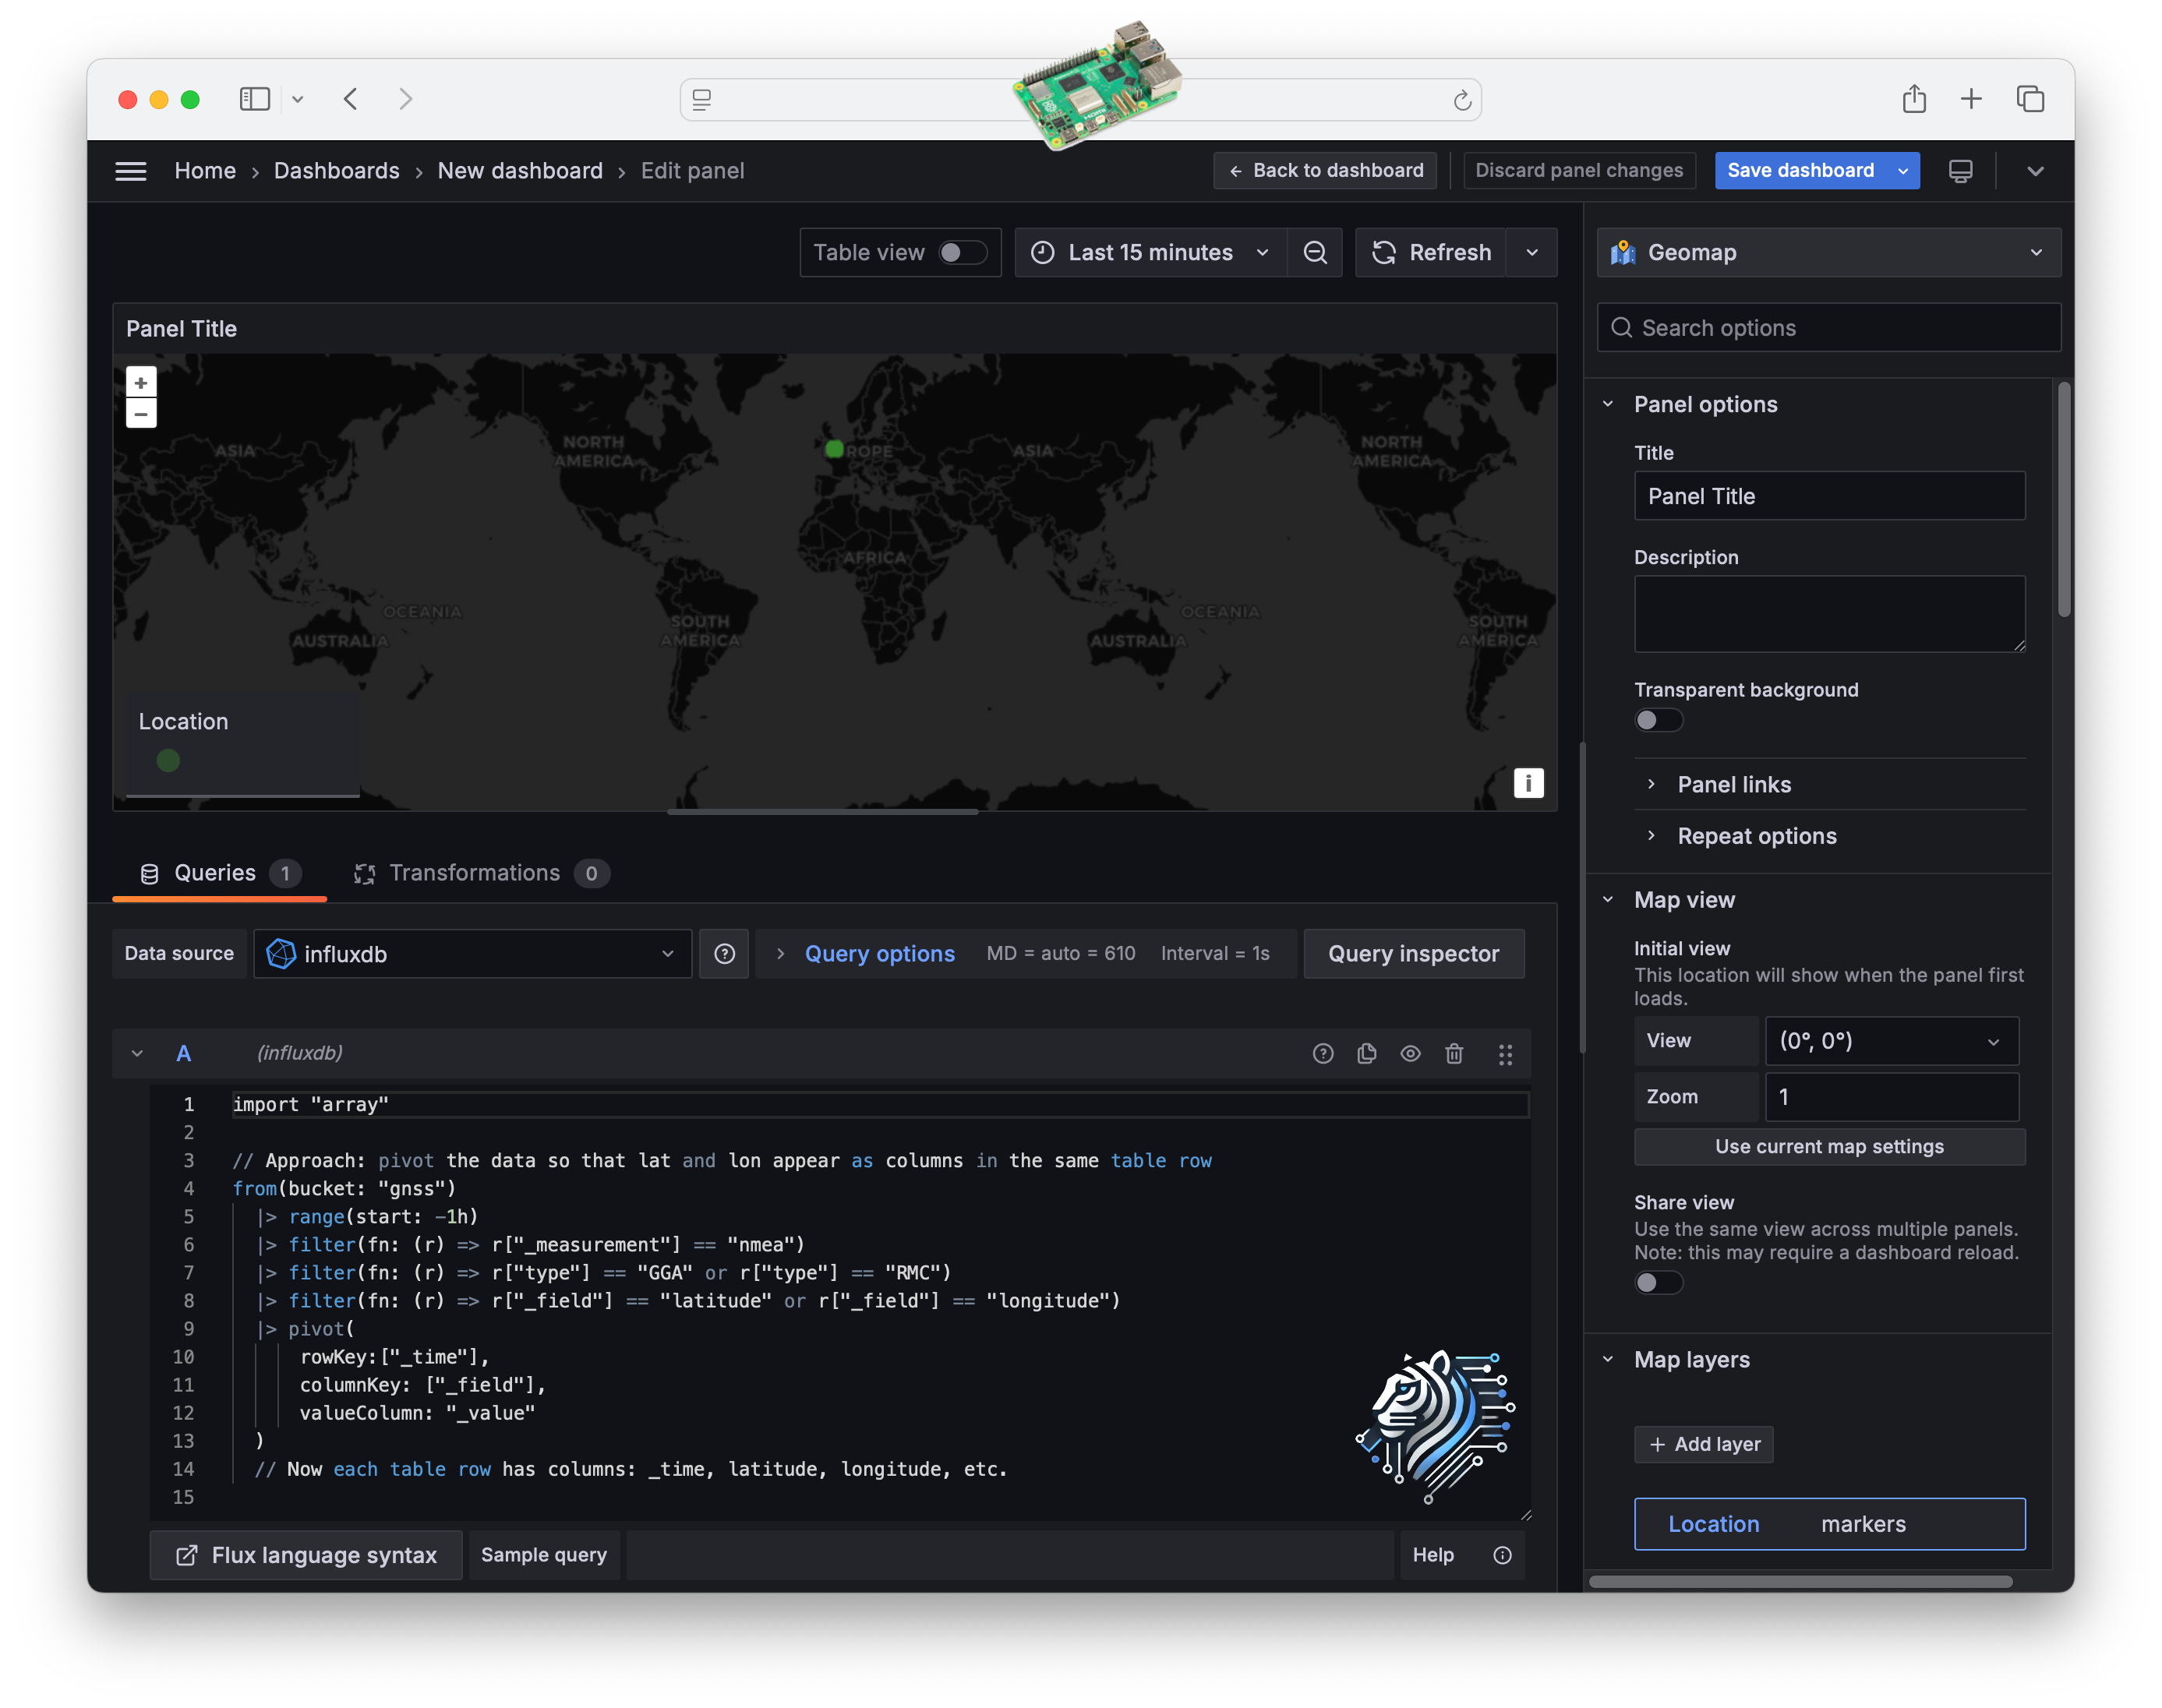 Home › Dashboards › New dashboard › Edit panel
← Back to dashboard
Discard panel changes
Save dashboard
Table view
Last 15 minutes
Refresh
Geomap
Search options
Panel Title
+
−
ASIA
NORTH
AMERICA
ROPE
ASIA
NORTH
AMERICA
AFRICA
OCEANIA
OCEANIA
AUSTRALIA
SOUTH
AMERICA
AUSTRALIA
SOUTH
AMERICA
Location
i
Panel options
Title
Panel Title
Description
Transparent background
Panel links
Repeat options
Queries 1
Transformations 0
Data source
influxdb
Query options MD = auto = 610 Interval = 1s
Query inspector
A (influxdb)
1 import "array"
2
3 // Approach: pivot the data so that lat and lon appear as columns in the same table row
4 from(bucket: "gnss")
5 |> range(start: -1h)
6 |> filter(fn: (r) => r["_measurement"] == "nmea")
7 |> filter(fn: (r) => r["type"] == "GGA" or r["type"] == "RMC")
8 |> filter(fn: (r) => r["_field"] == "latitude" or r["_field"] == "longitude")
9 |> pivot(
10 rowKey:["_time"],
11 columnKey: ["_field"],
12 valueColumn: "_value"
13 )
14 // Now each table row has columns: _time, latitude, longitude, etc.
15
Flux language syntax
Sample query
Help
Map view
Initial view
This location will show when the panel first
loads.
View (0°, 0°)
Zoom 1
Use current map settings
Share view
Use the same view across multiple panels.
Note: this may require a dashboard reload.
Map layers
+ Add layer
Location markers